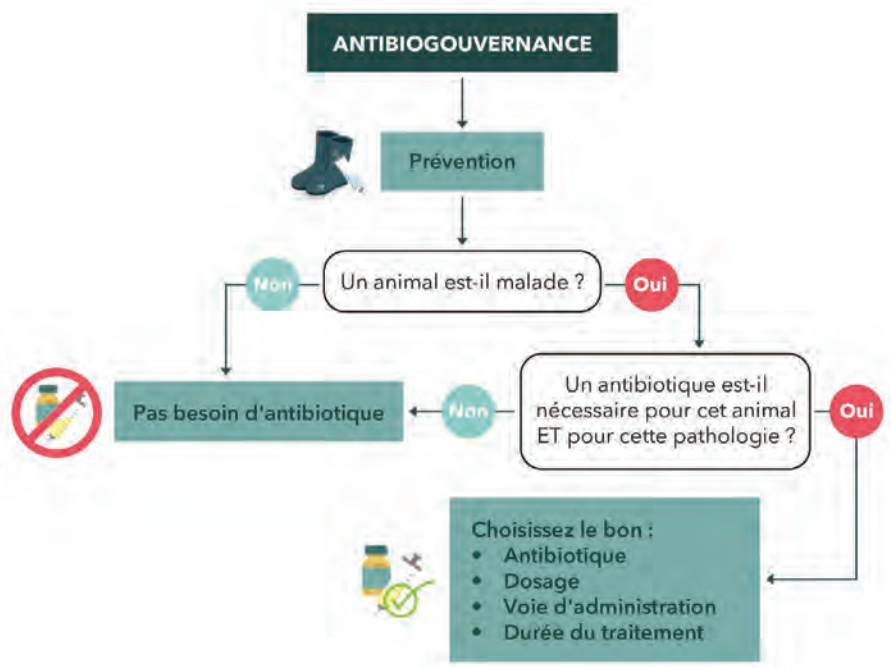 ANTIBIOGOUVERNANCE
Prévention
Non
Un animal est-il malade ?
Oui
Pas besoin d'antibiotique
Non
Un antibiotique est-il
nécessaire pour cet animal
ET pour cette pathologie ?
Oui
Choisissez le bon :
• Antibiotique
• Dosage
• Voie d'administration
• Durée du traitement